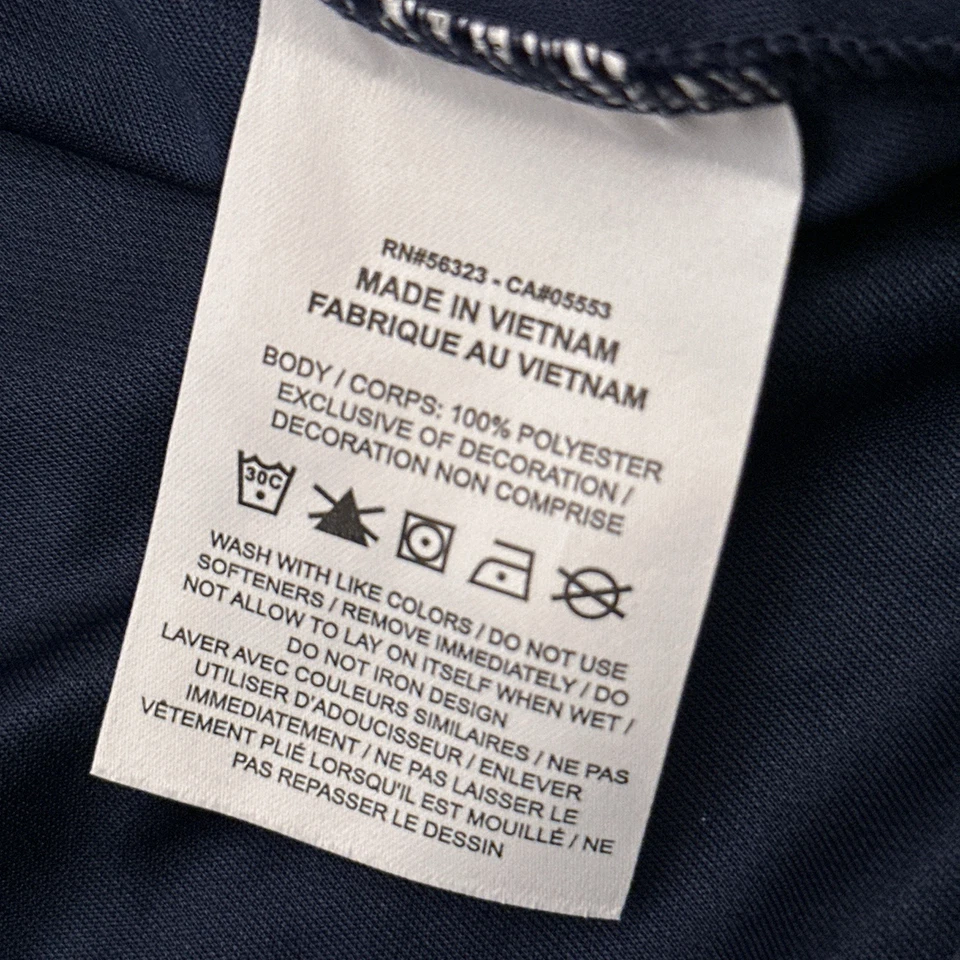 RN#56323 - CA#05553
MADE IN VIETNAM
FABRIQUE AU VIETNAM
BODY / CORPS: 100% POLYESTER
EXCLUSIVE OF DECORATION /
DECORATION NON COMPRISE
30C
WASH WITH LIKE COLORS / DO NOT USE
SOFTENERS / REMOVE IMMEDIATELY / DO
NOT ALLOW TO LAY ON ITSELF WHEN WET /
DO NOT IRON DESIGN
LAVER AVEC COULEURS SIMILAIRES / NE PAS
UTILISER D'ADOUCISSEUR / ENLEVER
IMMEDIATEMENT / NE PAS LAISSER LE
VÊTEMENT PLIÉ LORSQU'IL EST MOUILLÉ / NE
PAS REPASSER LE DESSIN